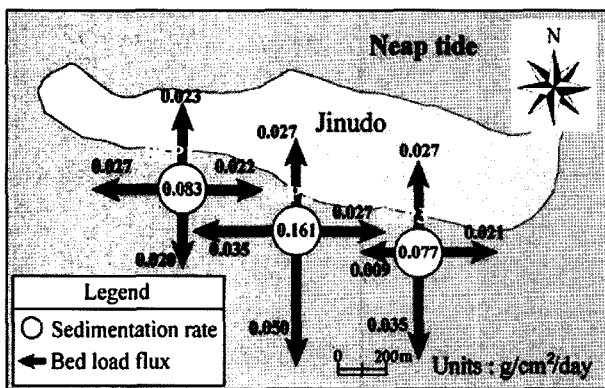 Neap tide
N
Jinudo
0.023
0.027
0.027
0.027
0.022
0.083
0.027
0.161
0.035
0.077
0.021
0.009
0.020
0.050
0.035
Legend
Sedimentation rate
Bed load flux
0 200m
Units : g/cm²/day